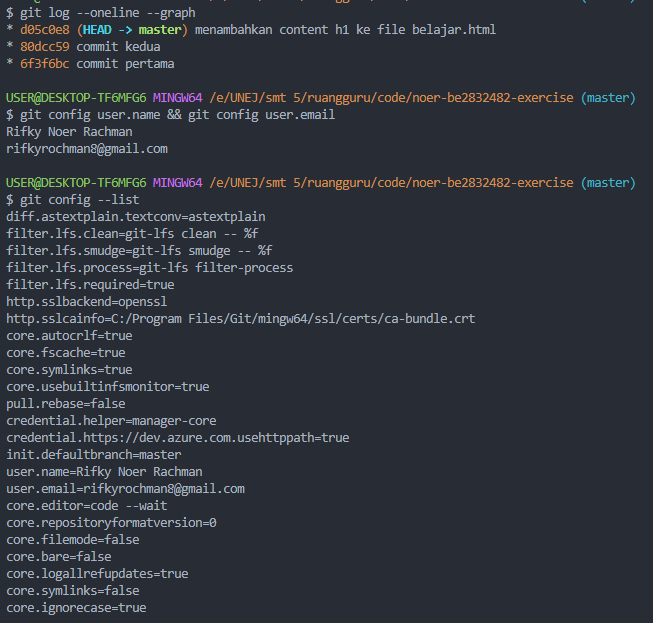 $ git log --oneline --graph
* d05c0e8 (HEAD -> master) menambahkan content h1 ke file belajar.html
* 80dcc59 commit kedua
* 6f3f6bc commit pertama
USER@DESKTOP-TF6MFG6 MINGW64 /e/UNEJ/smt 5/ruangguru/code/noer-be2832482-exercise (master)
$ git config user.name && git config user.email
Rifky Noer Rachman
rifkyrochman8@gmail.com
USER@DESKTOP-TF6MFG6 MINGW64 /e/UNEJ/smt 5/ruangguru/code/noer-be2832482-exercise (master)
$ git config --list
diff.astextplain.textconv=astextplain
filter.lfs.clean=git-lfs clean -- %f
filter.lfs.smudge=git-lfs smudge -- %f
filter.lfs.process=git-lfs filter-process
filter.lfs.required=true
http.sslbackend=openssl
http.sslcainfo=C:/Program Files/Git/mingw64/ssl/certs/ca-bundle.crt
core.autocrlf=true
core.fscache=true
core.symlinks=true
core.usebuiltinfsmonitor=true
pull.rebase=false
credential.helper=manager-core
credential.https://dev.azure.com.usehttppath=true
init.defaultbranch=master
user.name=Rifky Noer Rachman
user.email=rifkyrochman8@gmail.com
core.editor=code --wait
core.repositoryformatversion=0
core.filemode=false
core.bare=false
core.logallrefupdates=true
core.symlinks=false
core.ignorecase=true